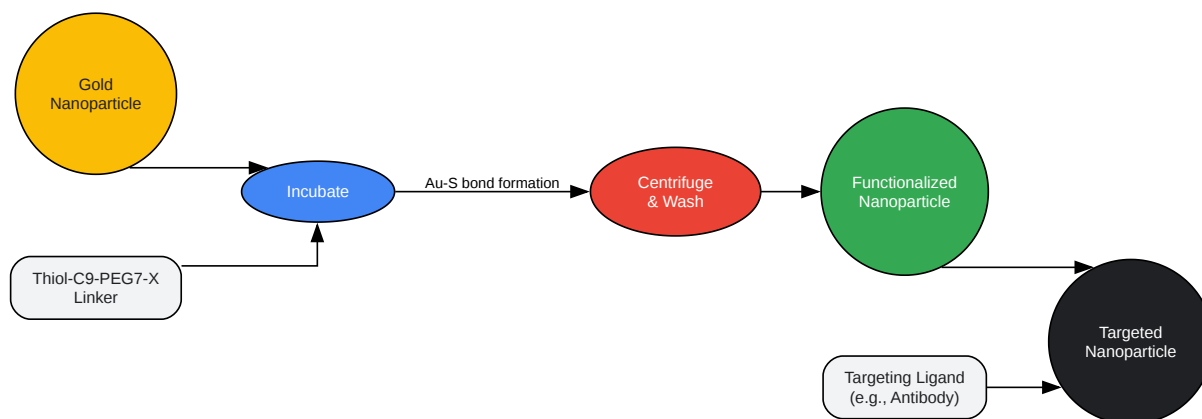 Gold
Nanoparticle
Incubate
Au-S bond formation
Centrifuge
& Wash
Functionalized
Nanoparticle
Thiol-C9-PEG7-X
Linker
Targeting Ligand
(e.g., Antibody)
Targeted
Nanoparticle